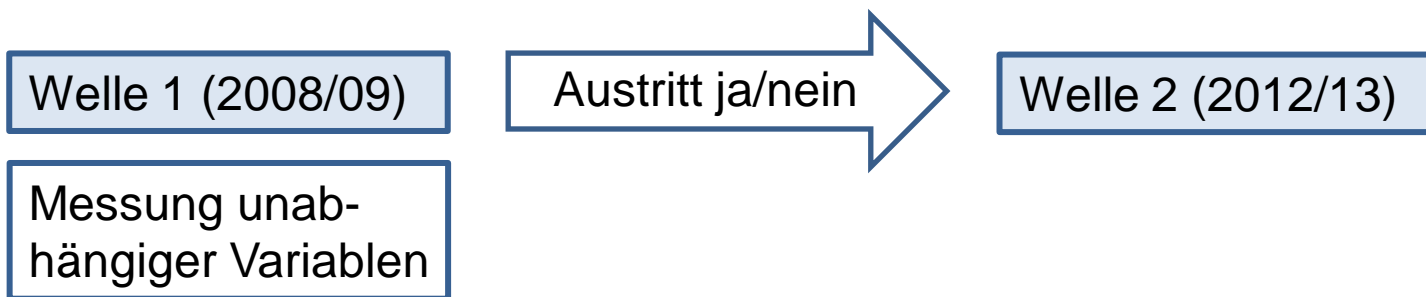 Welle 1 (2008/09)
Austritt ja/nein
Welle 2 (2012/13)
Messung unab-
hängiger Variablen